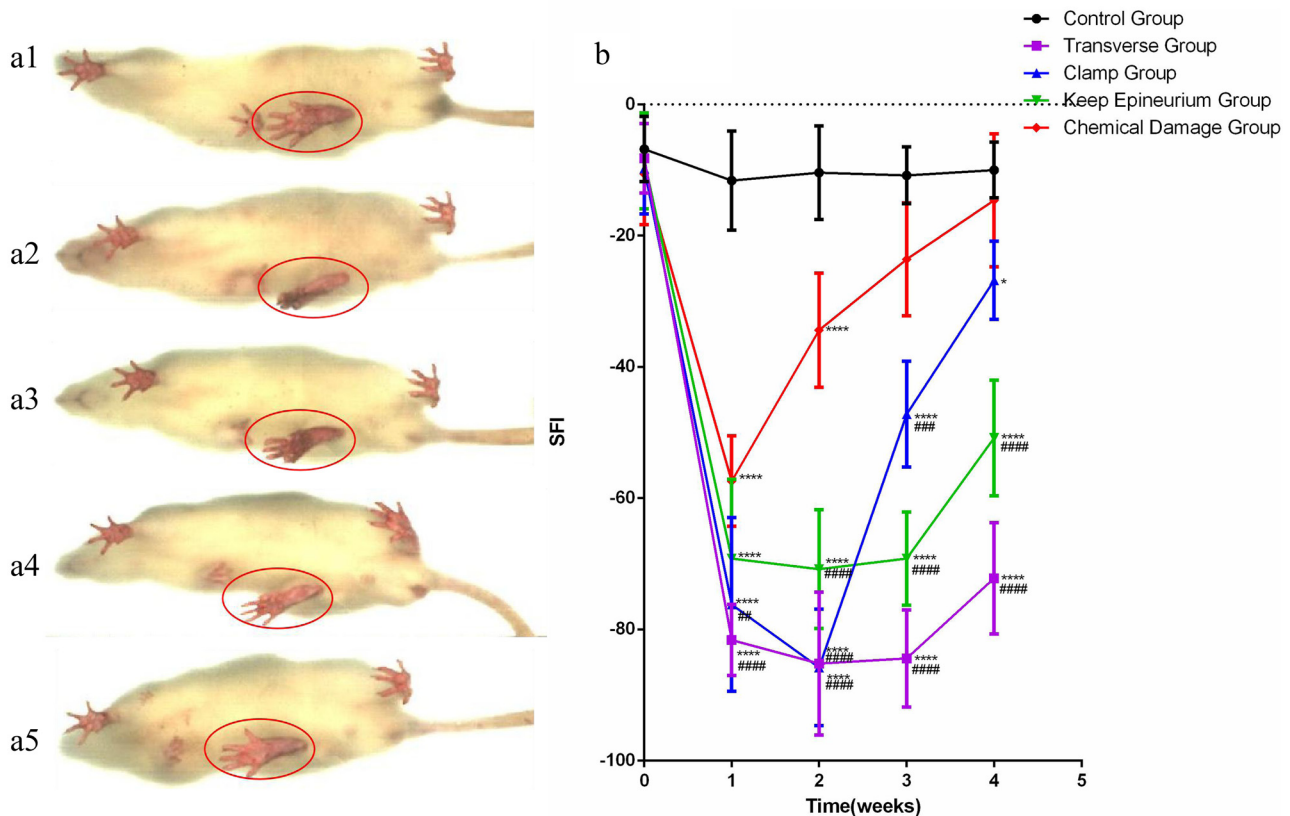 a1
a2
a3
a4
a5
b
Control Group
Transverse Group
Clamp Group
Keep Epineurium Group
Chemical Damage Group
SFI
0
-20
-40
-60
-80
-100
****
****
****
****
##
****
####
****
####
****
####
****
####
****
###
****
####
****
####
*
****
####
****
####
0
1
2
3
4
5
Time(weeks)